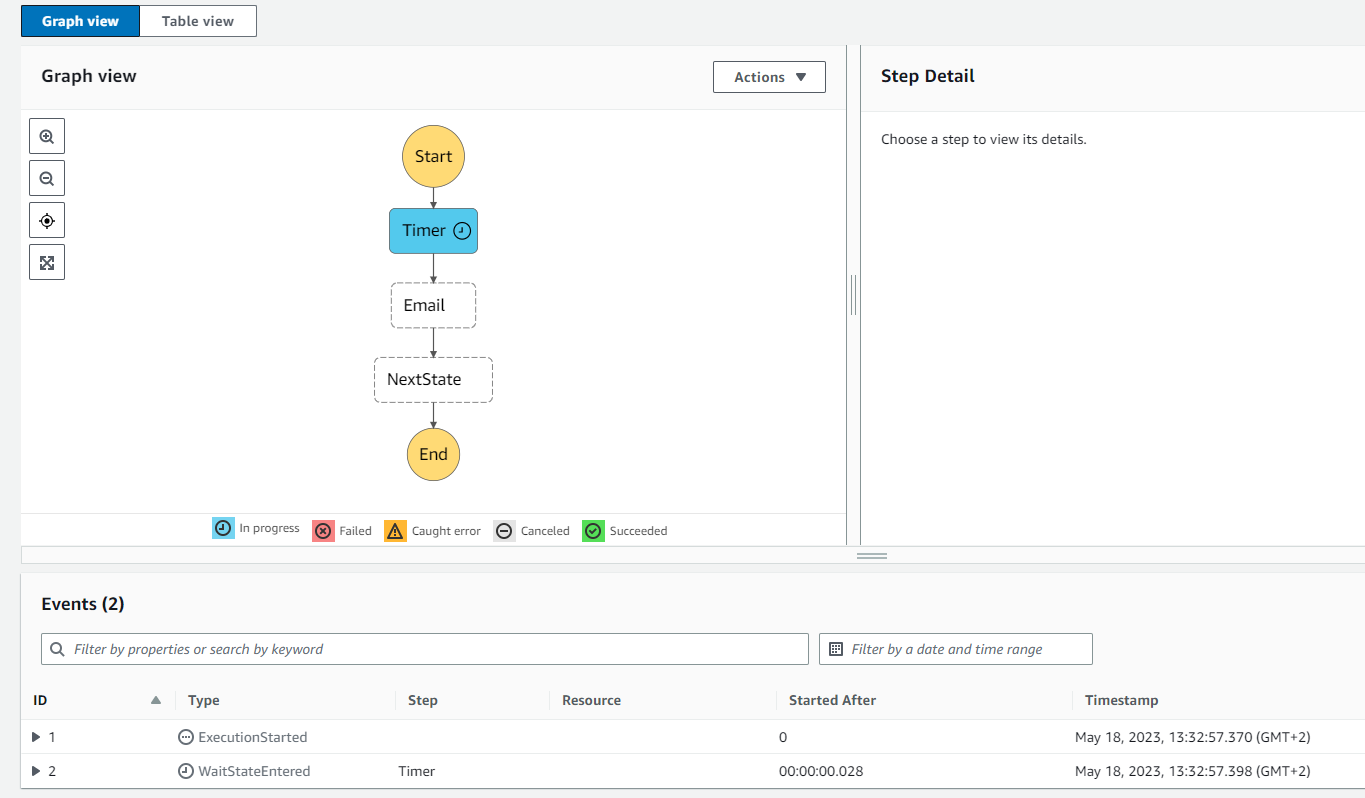 Graph view Table view
Graph view Actions Step Detail
Choose a step to view its details.
Start
Timer
Email
NextState
End
In progress Failed Caught error Canceled Succeeded
Events (2)
Filter by properties or search by keyword Filter by a date and time range
ID Type Step Resource Started After Timestamp
1 ExecutionStarted 0 May 18, 2023, 13:32:57.370 (GMT+2)
2 WaitStateEntered Timer 00:00:00.028 May 18, 2023, 13:32:57.398 (GMT+2)